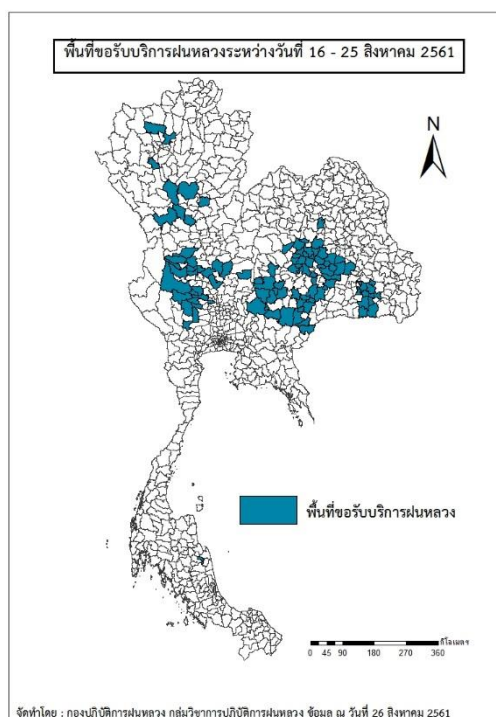 พื้นที่ขอรับบริการฝนหลวงระหว่างวันที่ 16 - 25 สิงหาคม 2561
N
พื้นที่ขอรับบริการฝนหลวง
กิโลเมตร
0 45 90 180 270 360
จัดทำโดย : กองปฏิบัติการฝนหลวง กลุ่มวิชาการปฏิบัติการฝนหลวง ข้อมูล ณ วันที่ 26 สิงหาคม 2561